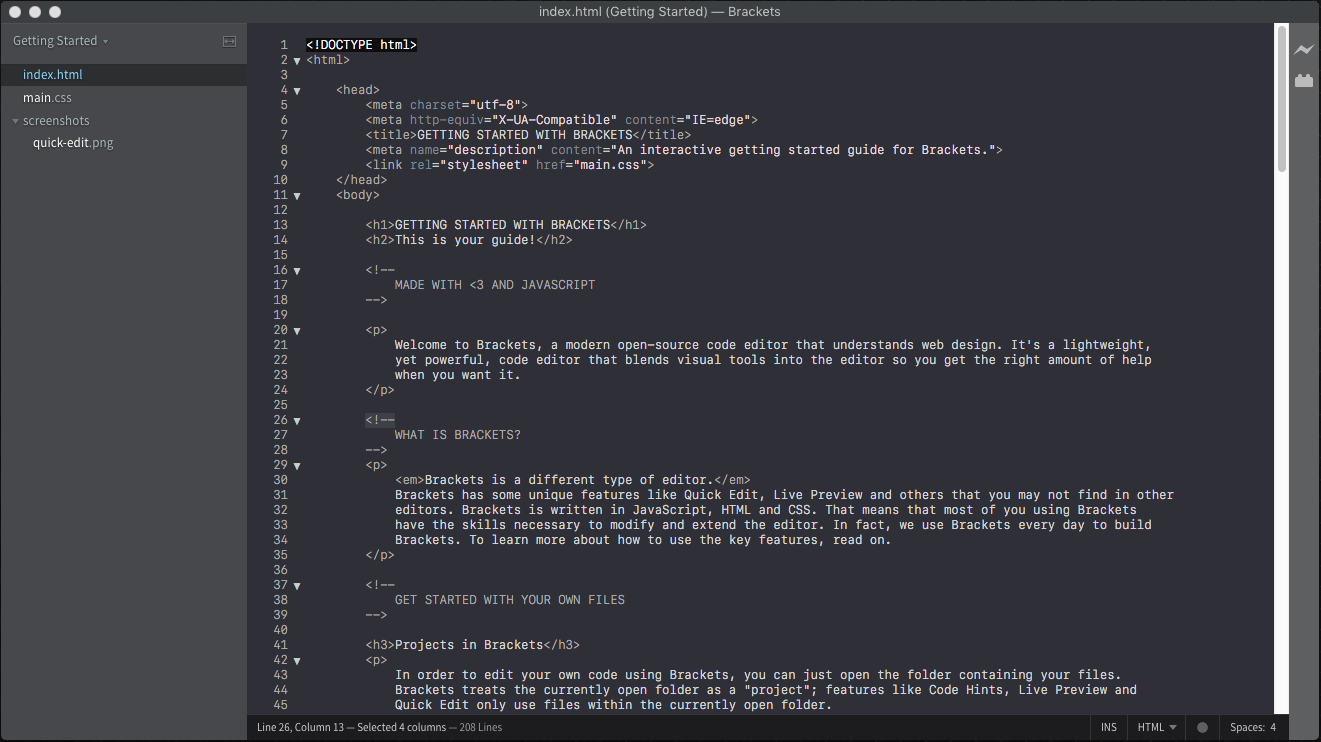 index.html (Getting Started) — Brackets
Getting Started
index.html
main.css
screenshots
quick-edit.png
1 <!DOCTYPE html>
2 <html>
3
4 <head>
5 <meta charset="utf-8">
6 <meta http-equiv="X-UA-Compatible" content="IE=edge">
7 <title>GETTING STARTED WITH BRACKETS</title>
8 <meta name="description" content="An interactive getting started guide for Brackets.">
9 <link rel="stylesheet" href="main.css">
10 </head>
11 <body>
12
13 <h1>GETTING STARTED WITH BRACKETS</h1>
14 <h2>This is your guide!</h2>
15
16 <!--
17 MADE WITH <3 AND JAVASCRIPT
18 -->
19
20 <p>
21 Welcome to Brackets, a modern open-source code editor that understands web design. It's a lightweight,
22 yet powerful, code editor that blends visual tools into the editor so you get the right amount of help
23 when you want it.
24 </p>
25
26 <!--
27 WHAT IS BRACKETS?
28 -->
29 <p>
30 <em>Brackets is a different type of editor.</em>
31 Brackets has some unique features like Quick Edit, Live Preview and others that you may not find in other
32 editors. Brackets is written in JavaScript, HTML and CSS. That means that most of you using Brackets
33 have the skills necessary to modify and extend the editor. In fact, we use Brackets every day to build
34 Brackets. To learn more about how to use the key features, read on.
35 </p>
36
37 <!--
38 GET STARTED WITH YOUR OWN FILES
39 -->
40
41 <h3>Projects in Brackets</h3>
42 <p>
43 In order to edit your own code using Brackets, you can just open the folder containing your files.
44 Brackets treats the currently open folder as a "project"; features like Code Hints, Live Preview and
45 Quick Edit only use files within the currently open folder.
Line 26, Column 13 — Selected 4 columns — 208 Lines INS HTML Spaces: 4